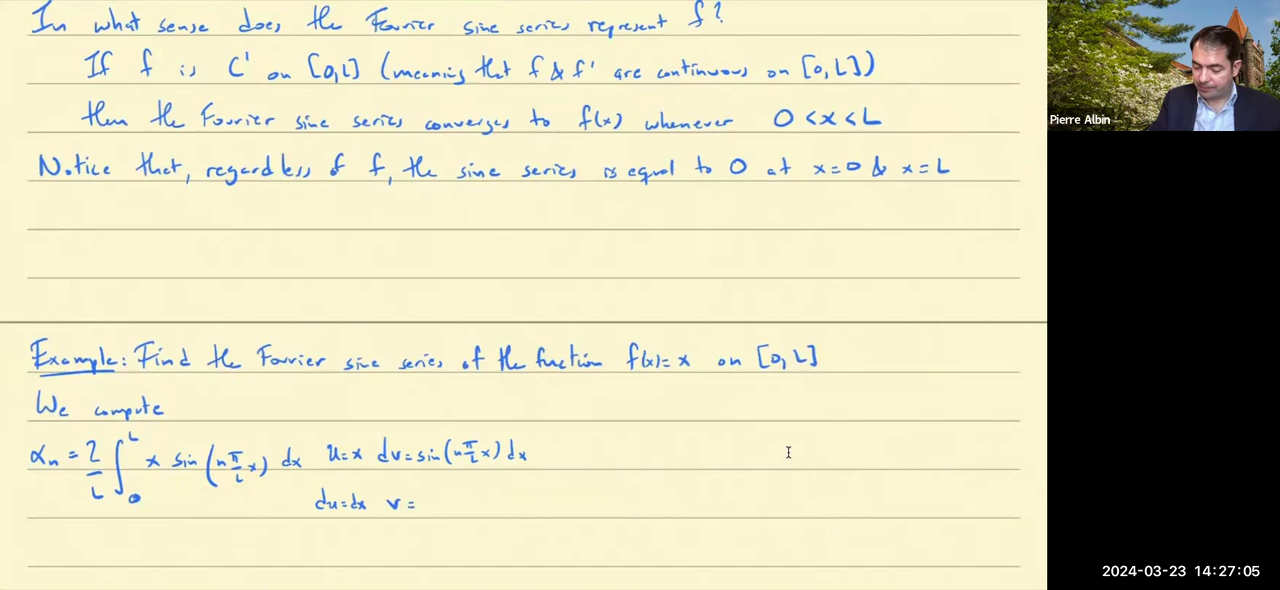 In what sense does the Fourier sine series represent f?
If f is C' on [0,L] (meaning that f & f' are continuous on [0,L])
then the Fourier sine series converges to f(x) whenever 0<x<L
Notice that, regardless of f, the sine series is equal to 0 at x=0 & x=L
Example: Find the Fourier sine series of the function f(x)=x on [0,L]
We compute
αn = 2/L ∫₀ᴸ x sin(n π/L x) dx u=x dv=sin(n π/L x) dx
du=dx v=
Pierre Albin
2024-03-23 14:27:05